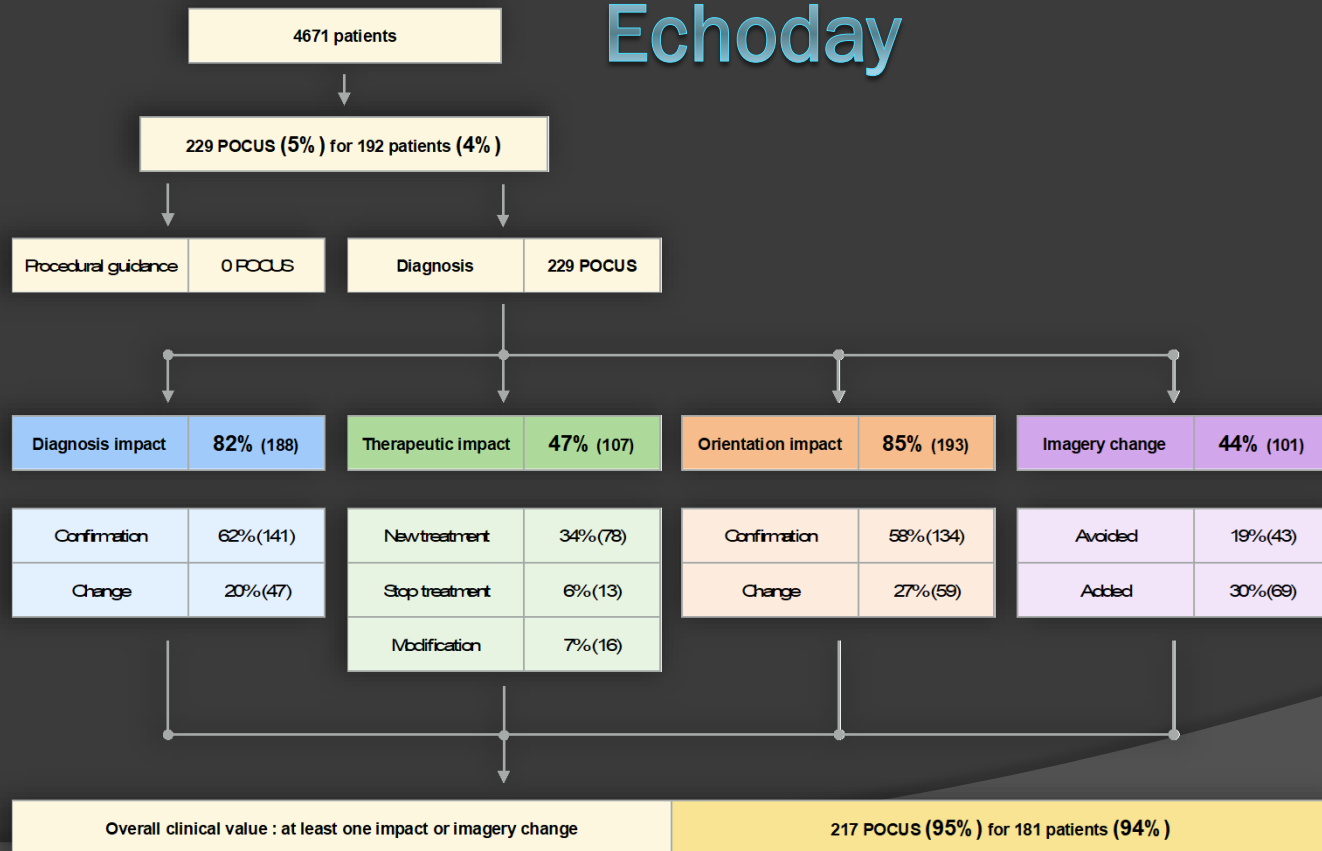 Echoday
4671 patients
229 POCUS (5%) for 192 patients (4%)
Procedural guidance 0 POCUS
Diagnosis 229 POCUS
Diagnosis impact 82% (188)
Therapeutic impact 47% (107)
Orientation impact 85% (193)
Imagery change 44% (101)
Confirmation 62% (141)
Change 20% (47)
New treatment 34% (78)
Stop treatment 6% (13)
Modification 7% (16)
Confirmation 58% (134)
Change 27% (59)
Avoided 19% (43)
Added 30% (69)
Overall clinical value : at least one impact or imagery change
217 POCUS (95%) for 181 patients (94%)